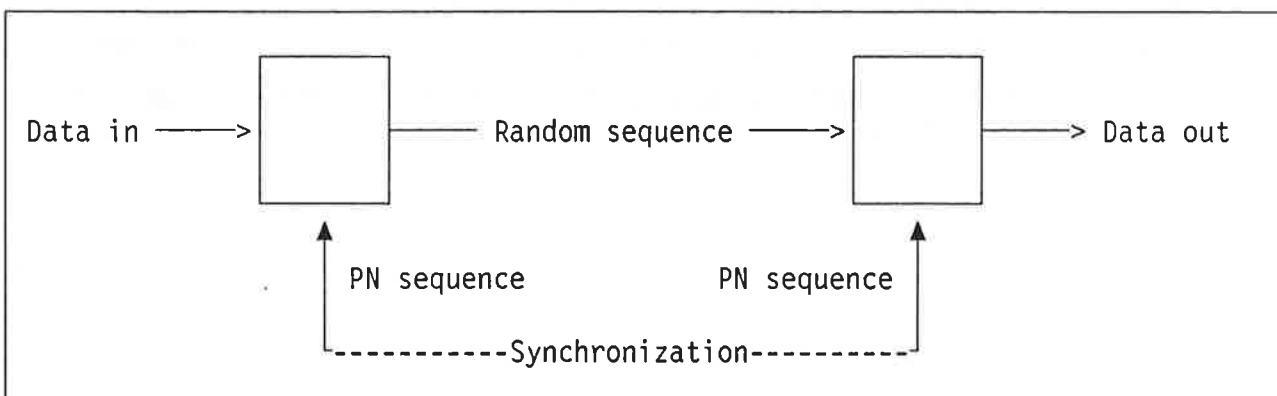 Data in Random sequence Data out
PN sequence PN sequence
Synchronization